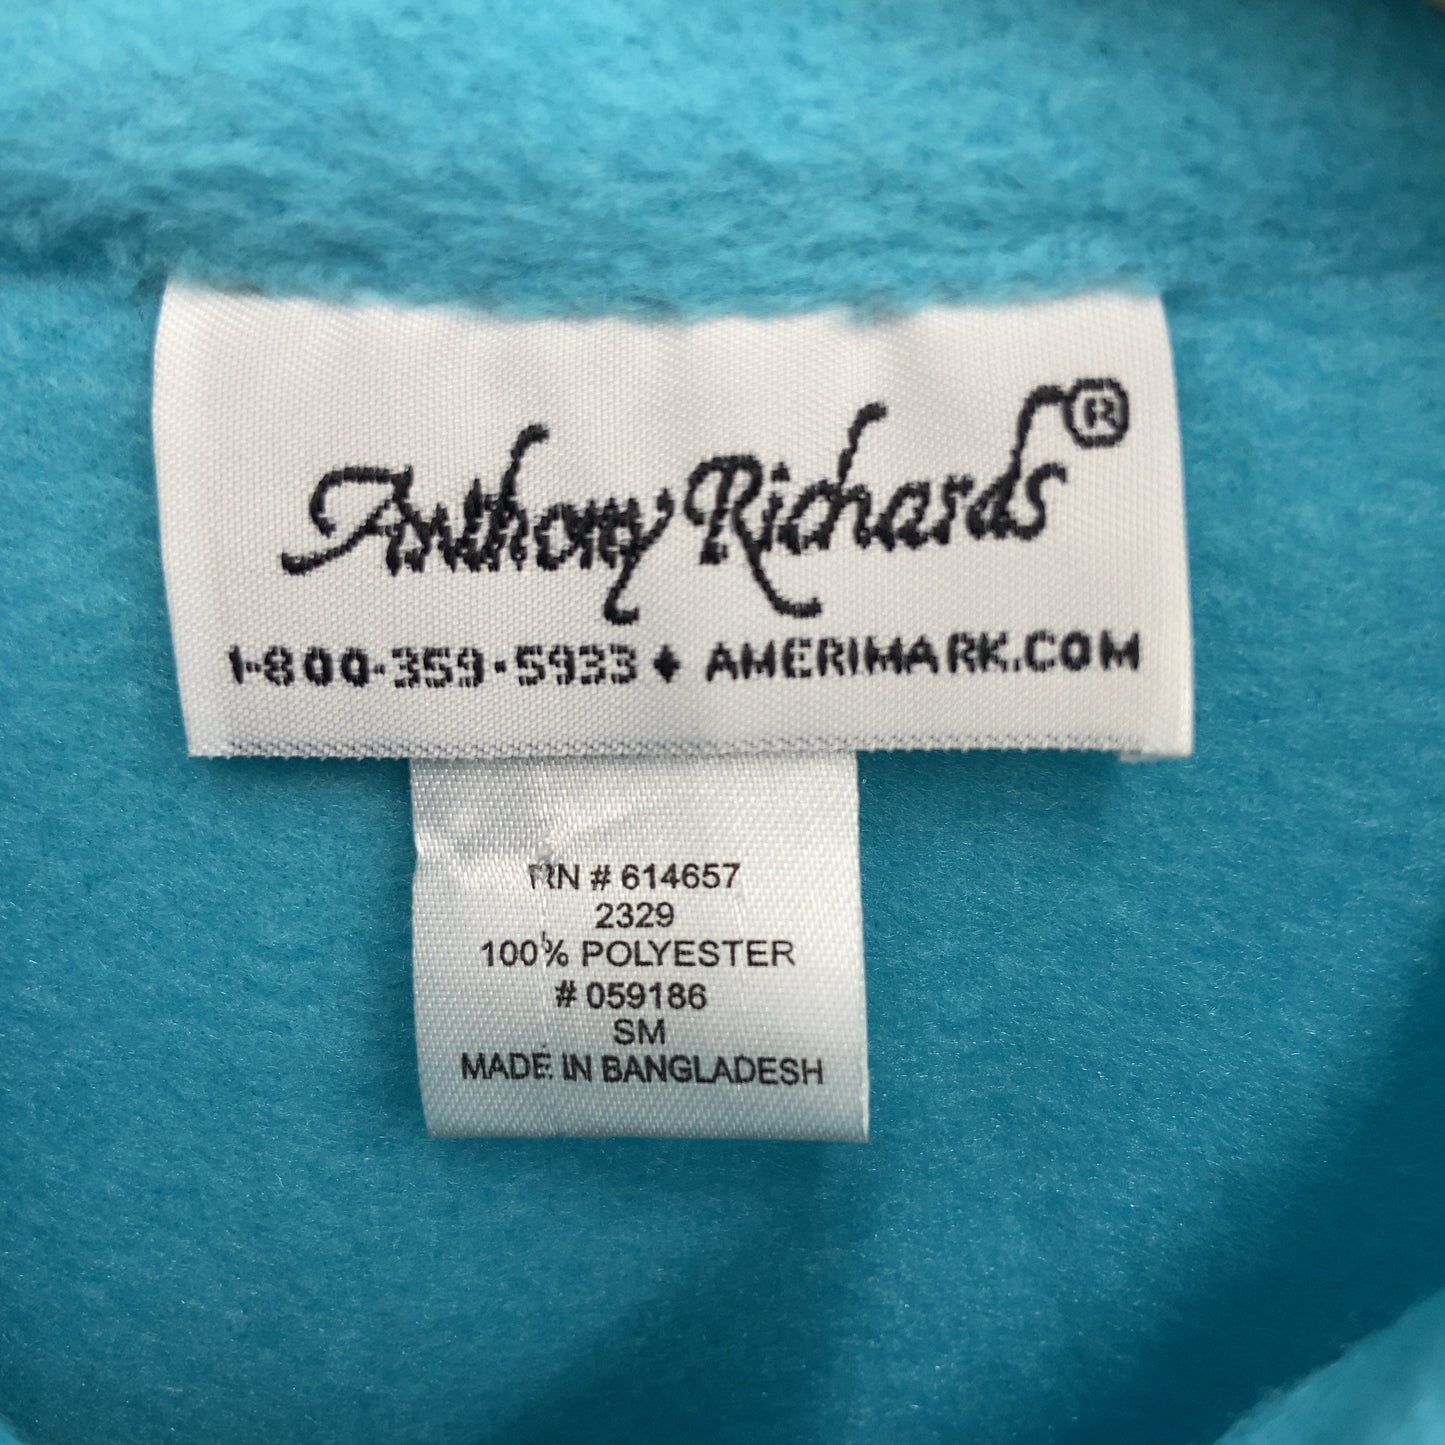 Anthony Richards®
1-800-359-5933 ✦ AMERIMARK.COM
RN # 614657
2329
100% POLYESTER
# 059186
SM
MADE IN BANGLADESH